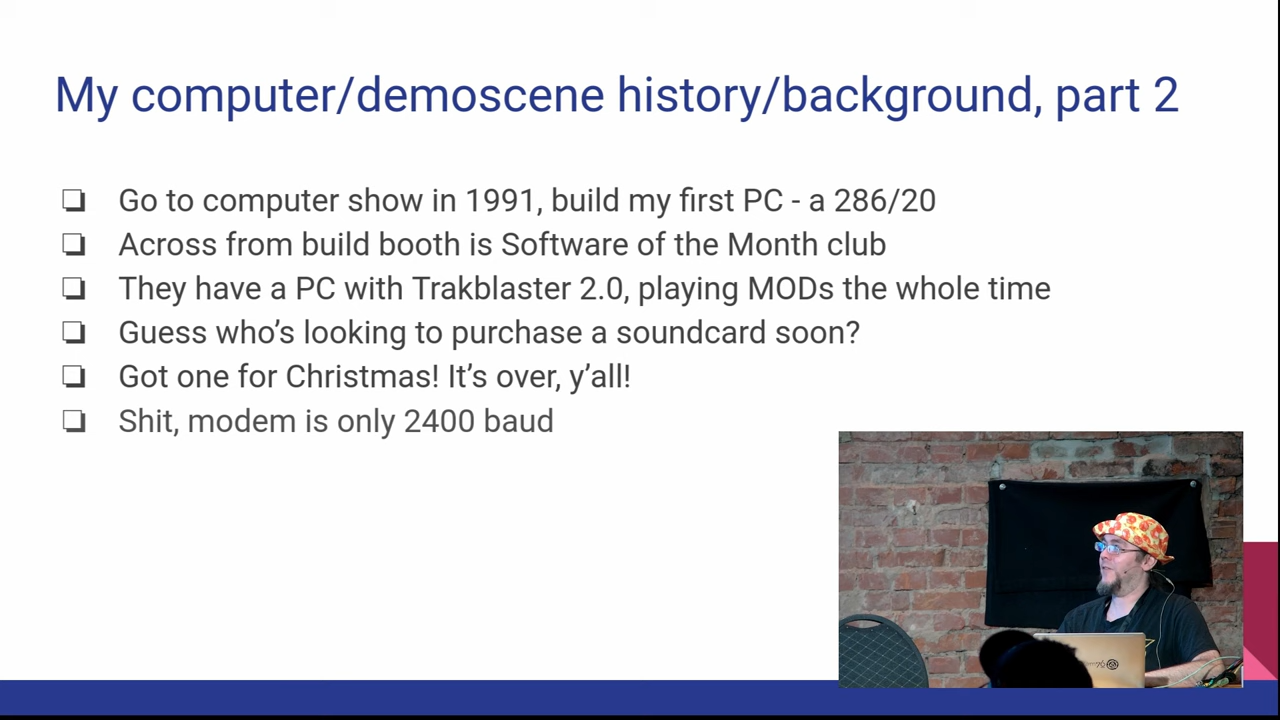 My computer/demoscene history/background, part 2
❏ Go to computer show in 1991, build my first PC - a 286/20
❏ Across from build booth is Software of the Month club
❏ They have a PC with Trakblaster 2.0, playing MODs the whole time
❏ Guess who’s looking to purchase a soundcard soon?
❏ Got one for Christmas! It’s over, y’all!
❏ Shit, modem is only 2400 baud